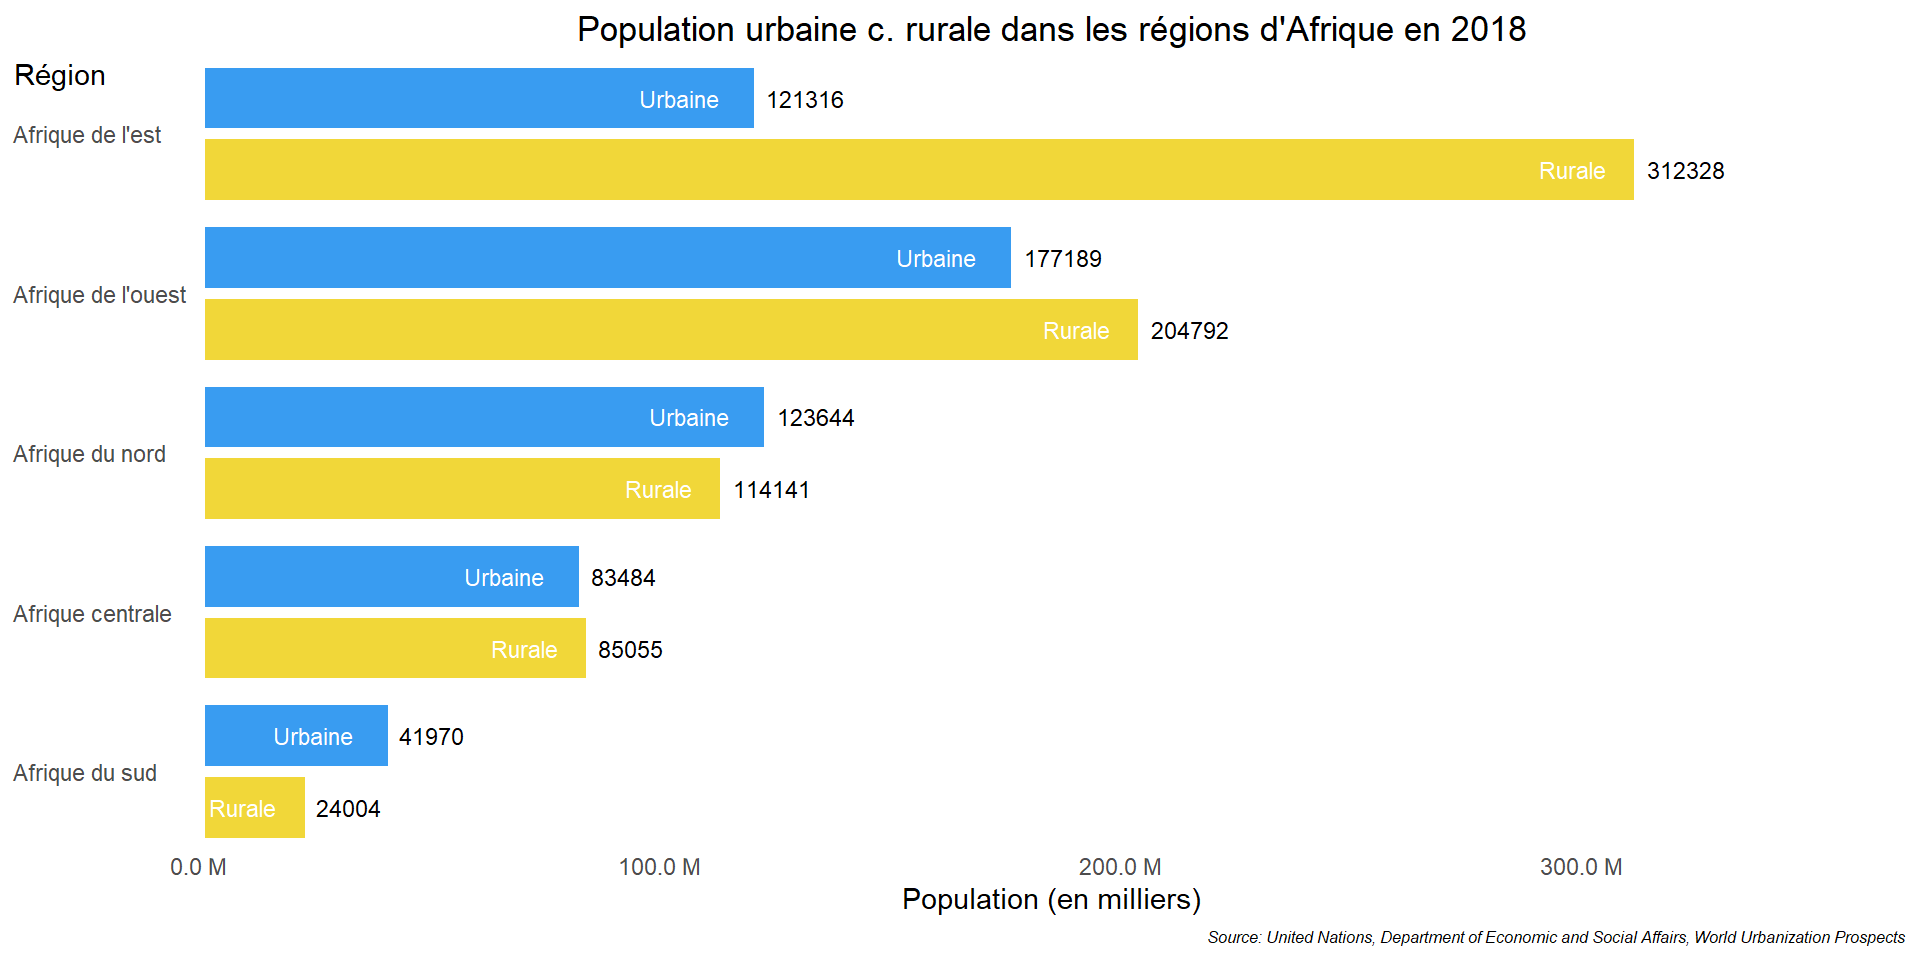 Population urbaine c. rurale dans les régions d'Afrique en 2018
Région
Afrique de l'est
Urbaine 121316
Rurale 312328
Afrique de l'ouest
Urbaine 177189
Rurale 204792
Afrique du nord
Urbaine 123644
Rurale 114141
Afrique centrale
Urbaine 83484
Rurale 85055
Afrique du sud
Urbaine 41970
Rurale 24004
0.0 M 100.0 M 200.0 M 300.0 M
Population (en milliers)
Source: United Nations, Department of Economic and Social Affairs, World Urbanization Prospects